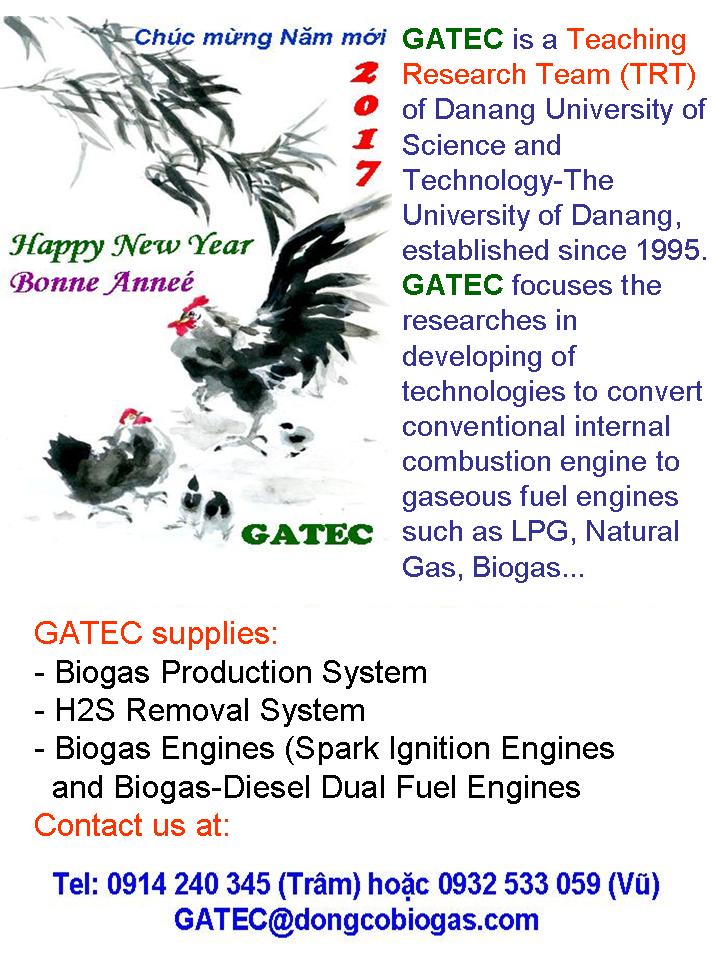 Chúc mừng Năm mới
2017
Happy New Year
Bonne Anneé
GATEC
GATEC is a Teaching
Research Team (TRT)
of Danang University of
Science and
Technology-The
University of Danang,
established since 1995.
GATEC focuses the
researches in
developing of
technologies to convert
conventional internal
combustion engine to
gaseous fuel engines
such as LPG, Natural
Gas, Biogas...
GATEC supplies:
- Biogas Production System
- H2S Removal System
- Biogas Engines (Spark Ignition Engines
and Biogas-Diesel Dual Fuel Engines
Contact us at:
Tel: 0914 240 345 (Trâm) hoặc 0932 533 059 (Vũ)
GATEC@dongcobiogas.com